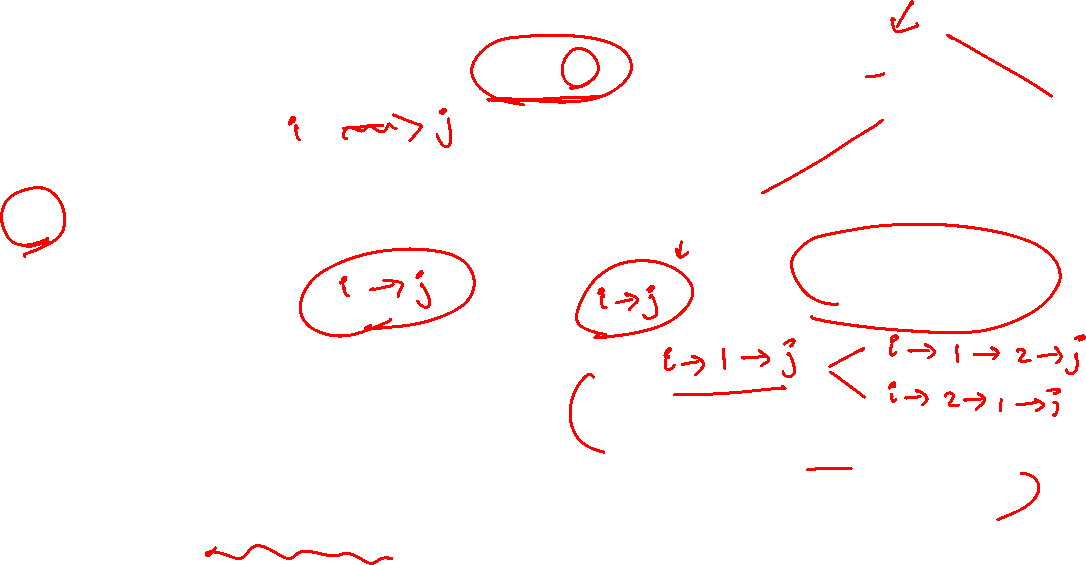 i ⟿ j
i → j
i → j
i → 1 → j
i → 1 → 2 → j
i → 2 → 1 → j